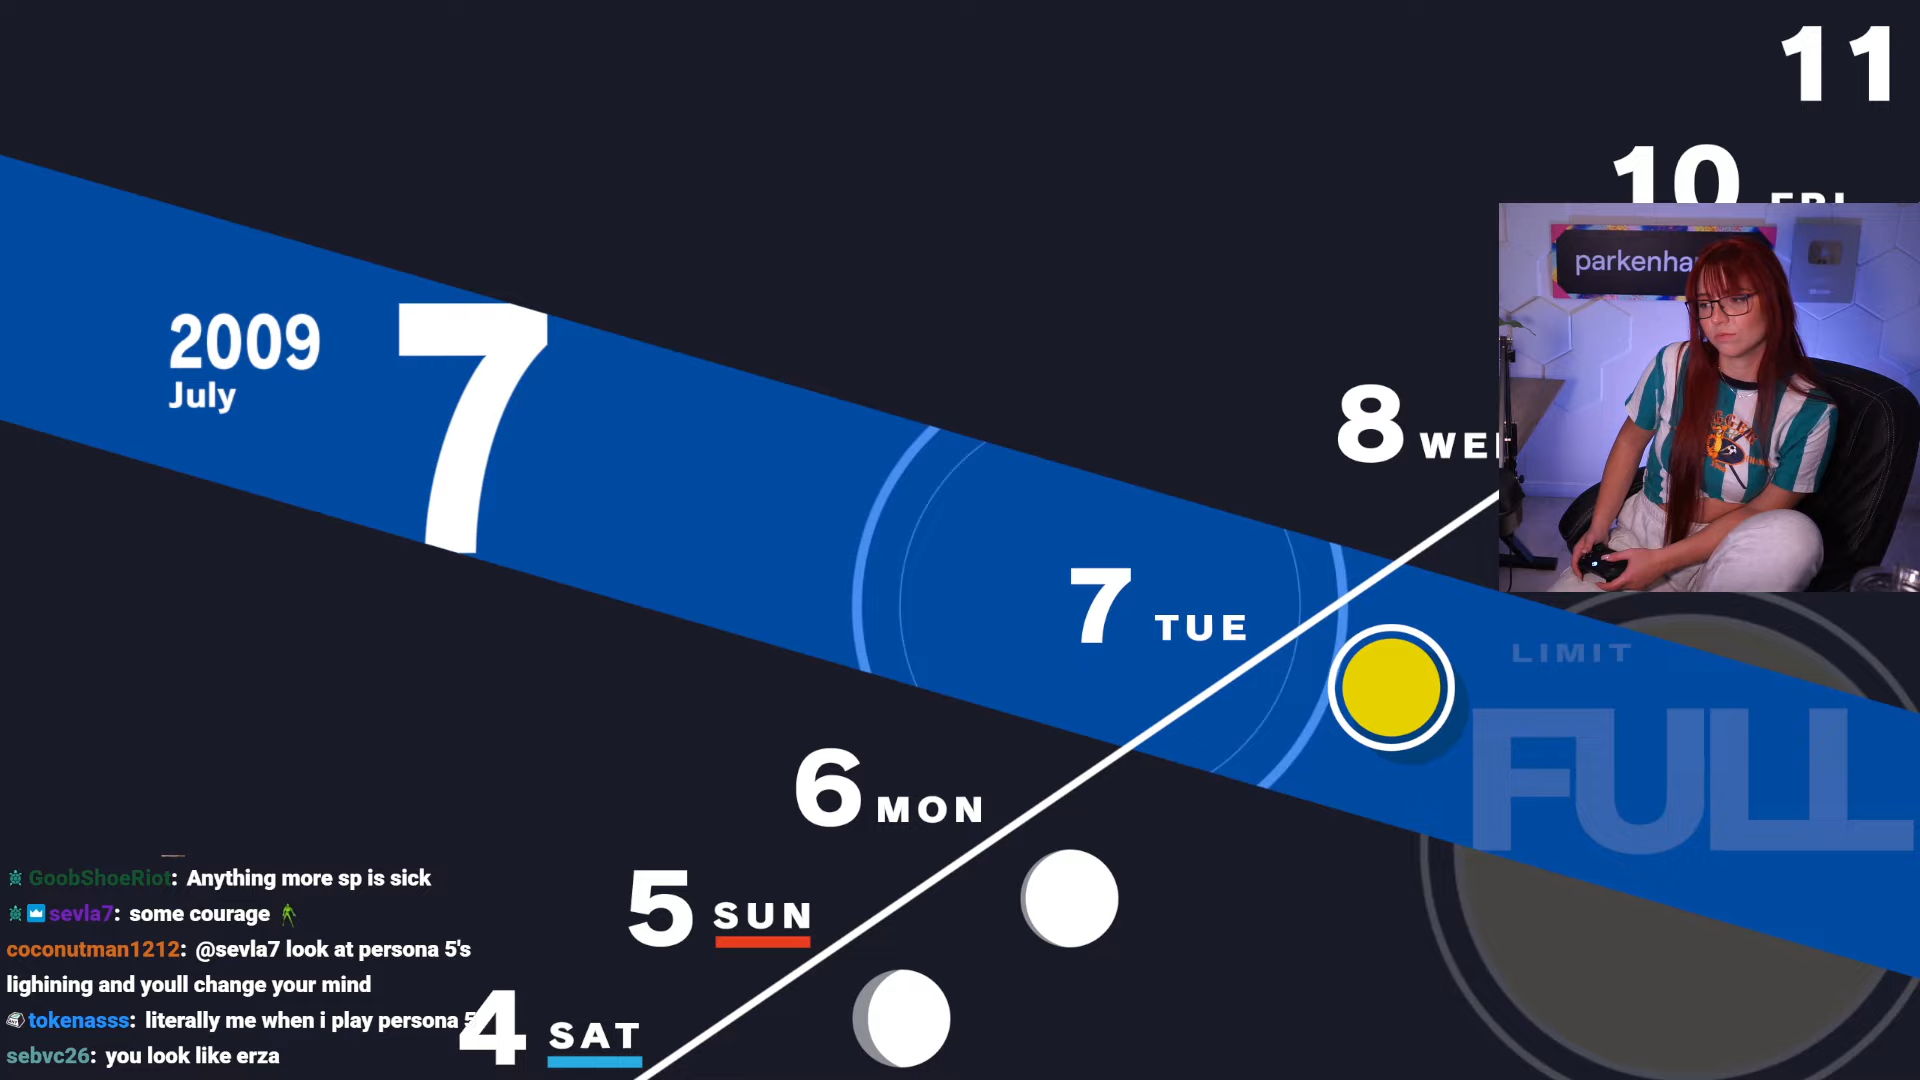 11
10 FRI
parkenha
2009
July
7
8 WE
7 TUE
LIMIT
FULL
6 MON
5 SUN
4 SAT
GoobShoeRiot: Anything more sp is sick
sevla7: some courage
coconutman1212: @sevla7 look at persona 5's
lighining and youll change your mind
tokenasss: literally me when i play persona 5
sebvc26: you look like erza